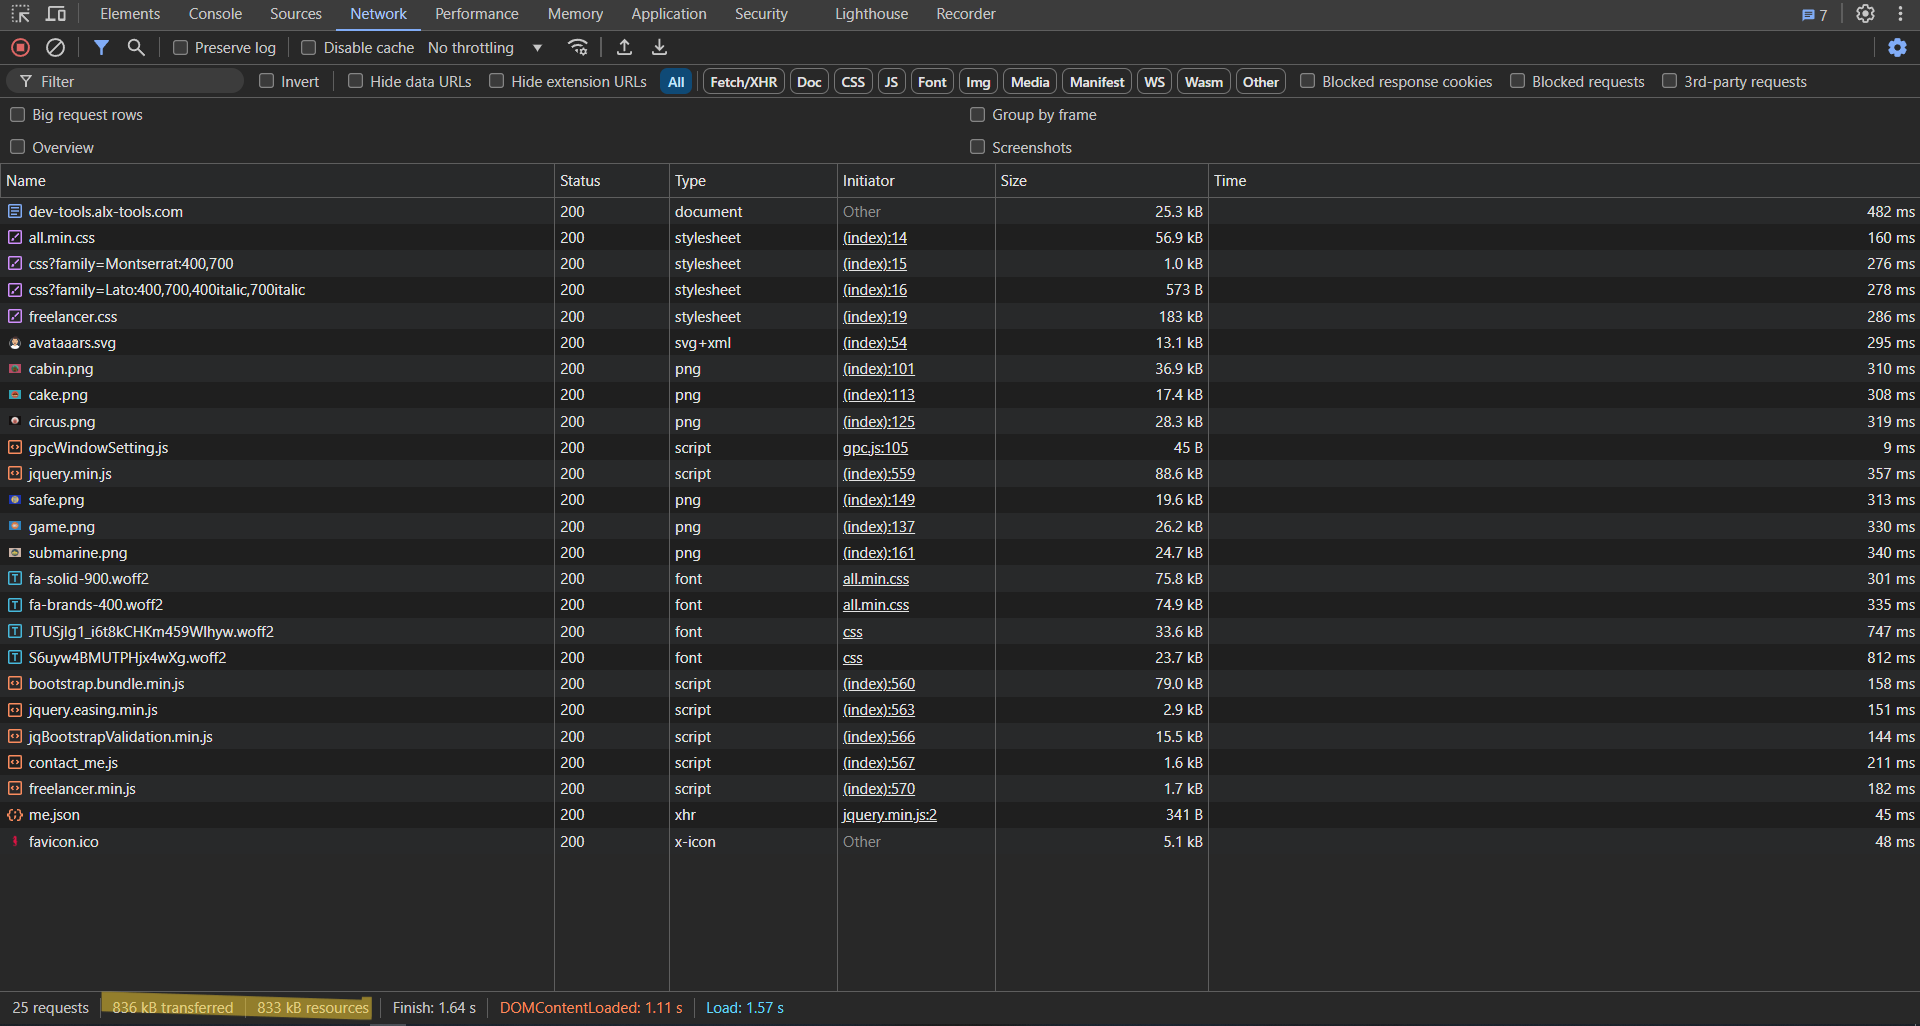 Elements Console Sources Network Performance Memory Application Security Lighthouse Recorder 7
Preserve log Disable cache No throttling
Filter Invert Hide data URLs Hide extension URLs All Fetch/XHR Doc CSS JS Font Img Media Manifest WS Wasm Other Blocked response cookies Blocked requests 3rd-party requests
Big request rows Group by frame
Overview Screenshots
Name Status Type Initiator Size Time
dev-tools.alx-tools.com 200 document Other 25.3 kB 482 ms
all.min.css 200 stylesheet (index):14 56.9 kB 160 ms
css?family=Montserrat:400,700 200 stylesheet (index):15 1.0 kB 276 ms
css?family=Lato:400,700,400italic,700italic 200 stylesheet (index):16 573 B 278 ms
freelancer.css 200 stylesheet (index):19 183 kB 286 ms
avataaars.svg 200 svg+xml (index):54 13.1 kB 295 ms
cabin.png 200 png (index):101 36.9 kB 310 ms
cake.png 200 png (index):113 17.4 kB 308 ms
circus.png 200 png (index):125 28.3 kB 319 ms
gpcWindowSetting.js 200 script gpc.js:105 45 B 9 ms
jquery.min.js 200 script (index):559 88.6 kB 357 ms
safe.png 200 png (index):149 19.6 kB 313 ms
game.png 200 png (index):137 26.2 kB 330 ms
submarine.png 200 png (index):161 24.7 kB 340 ms
fa-solid-900.woff2 200 font all.min.css 75.8 kB 301 ms
fa-brands-400.woff2 200 font all.min.css 74.9 kB 335 ms
JTUSjIg1_i6t8kCHKm459Wlhyw.woff2 200 font css 33.6 kB 747 ms
S6uyw4BMUTPHjx4wXg.woff2 200 font css 23.7 kB 812 ms
bootstrap.bundle.min.js 200 script (index):560 79.0 kB 158 ms
jquery.easing.min.js 200 script (index):563 2.9 kB 151 ms
jqBootstrapValidation.min.js 200 script (index):566 15.5 kB 144 ms
contact_me.js 200 script (index):567 1.6 kB 211 ms
freelancer.min.js 200 script (index):570 1.7 kB 182 ms
me.json 200 xhr jquery.min.js:2 341 B 45 ms
favicon.ico 200 x-icon Other 5.1 kB 48 ms
25 requests 836 kB transferred 833 kB resources Finish: 1.64 s DOMContentLoaded: 1.11 s Load: 1.57 s